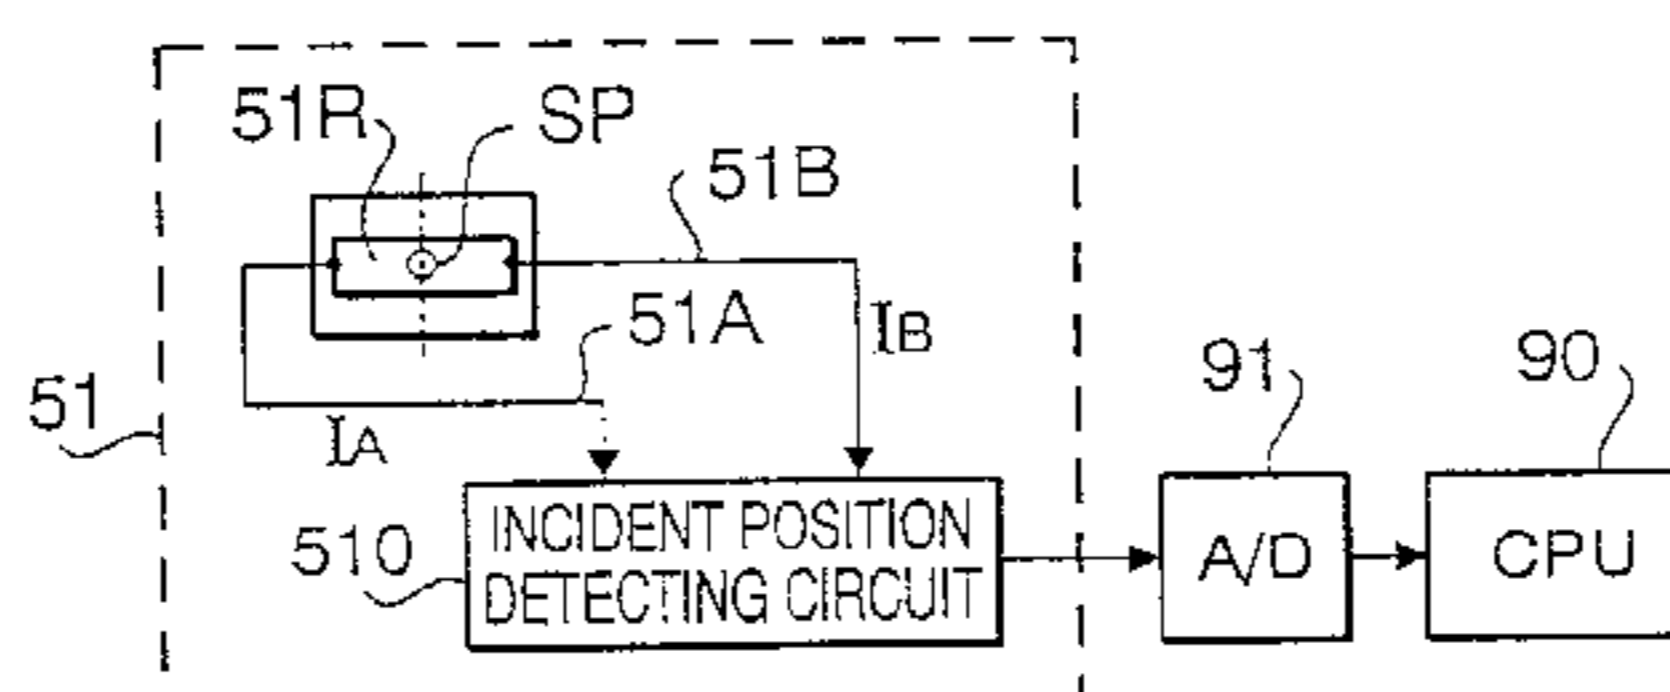 51R SP
51B
51A
IB
91
90
51
IA
510
INCIDENT POSITION
DETECTING CIRCUIT
A/D
CPU